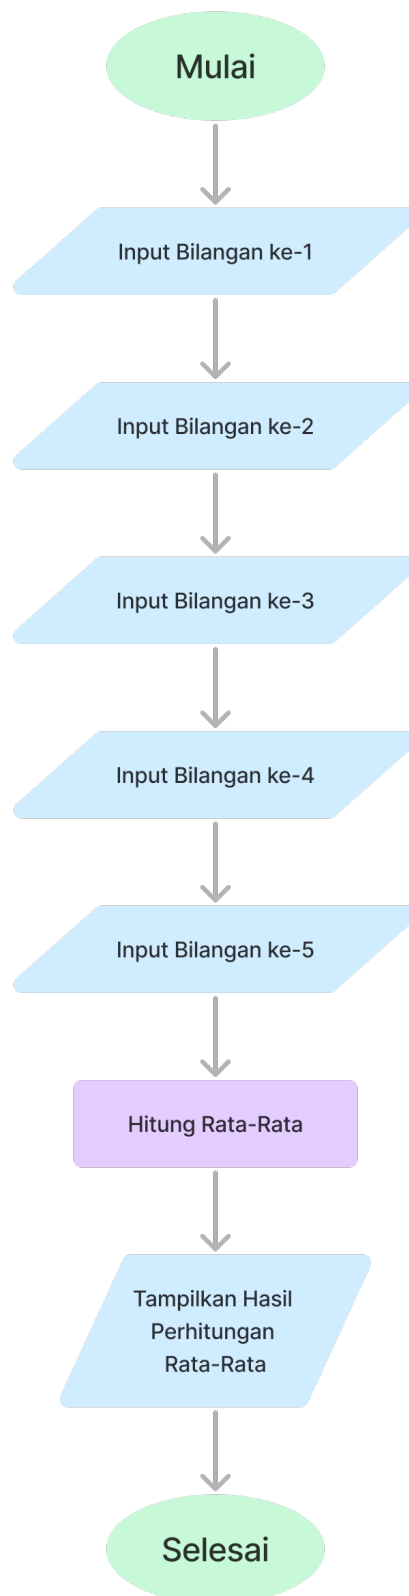 Mulai
Input Bilangan ke-1
Input Bilangan ke-2
Input Bilangan ke-3
Input Bilangan ke-4
Input Bilangan ke-5
Hitung Rata-Rata
Tampilkan Hasil
Perhitungan
Rata-Rata
Selesai